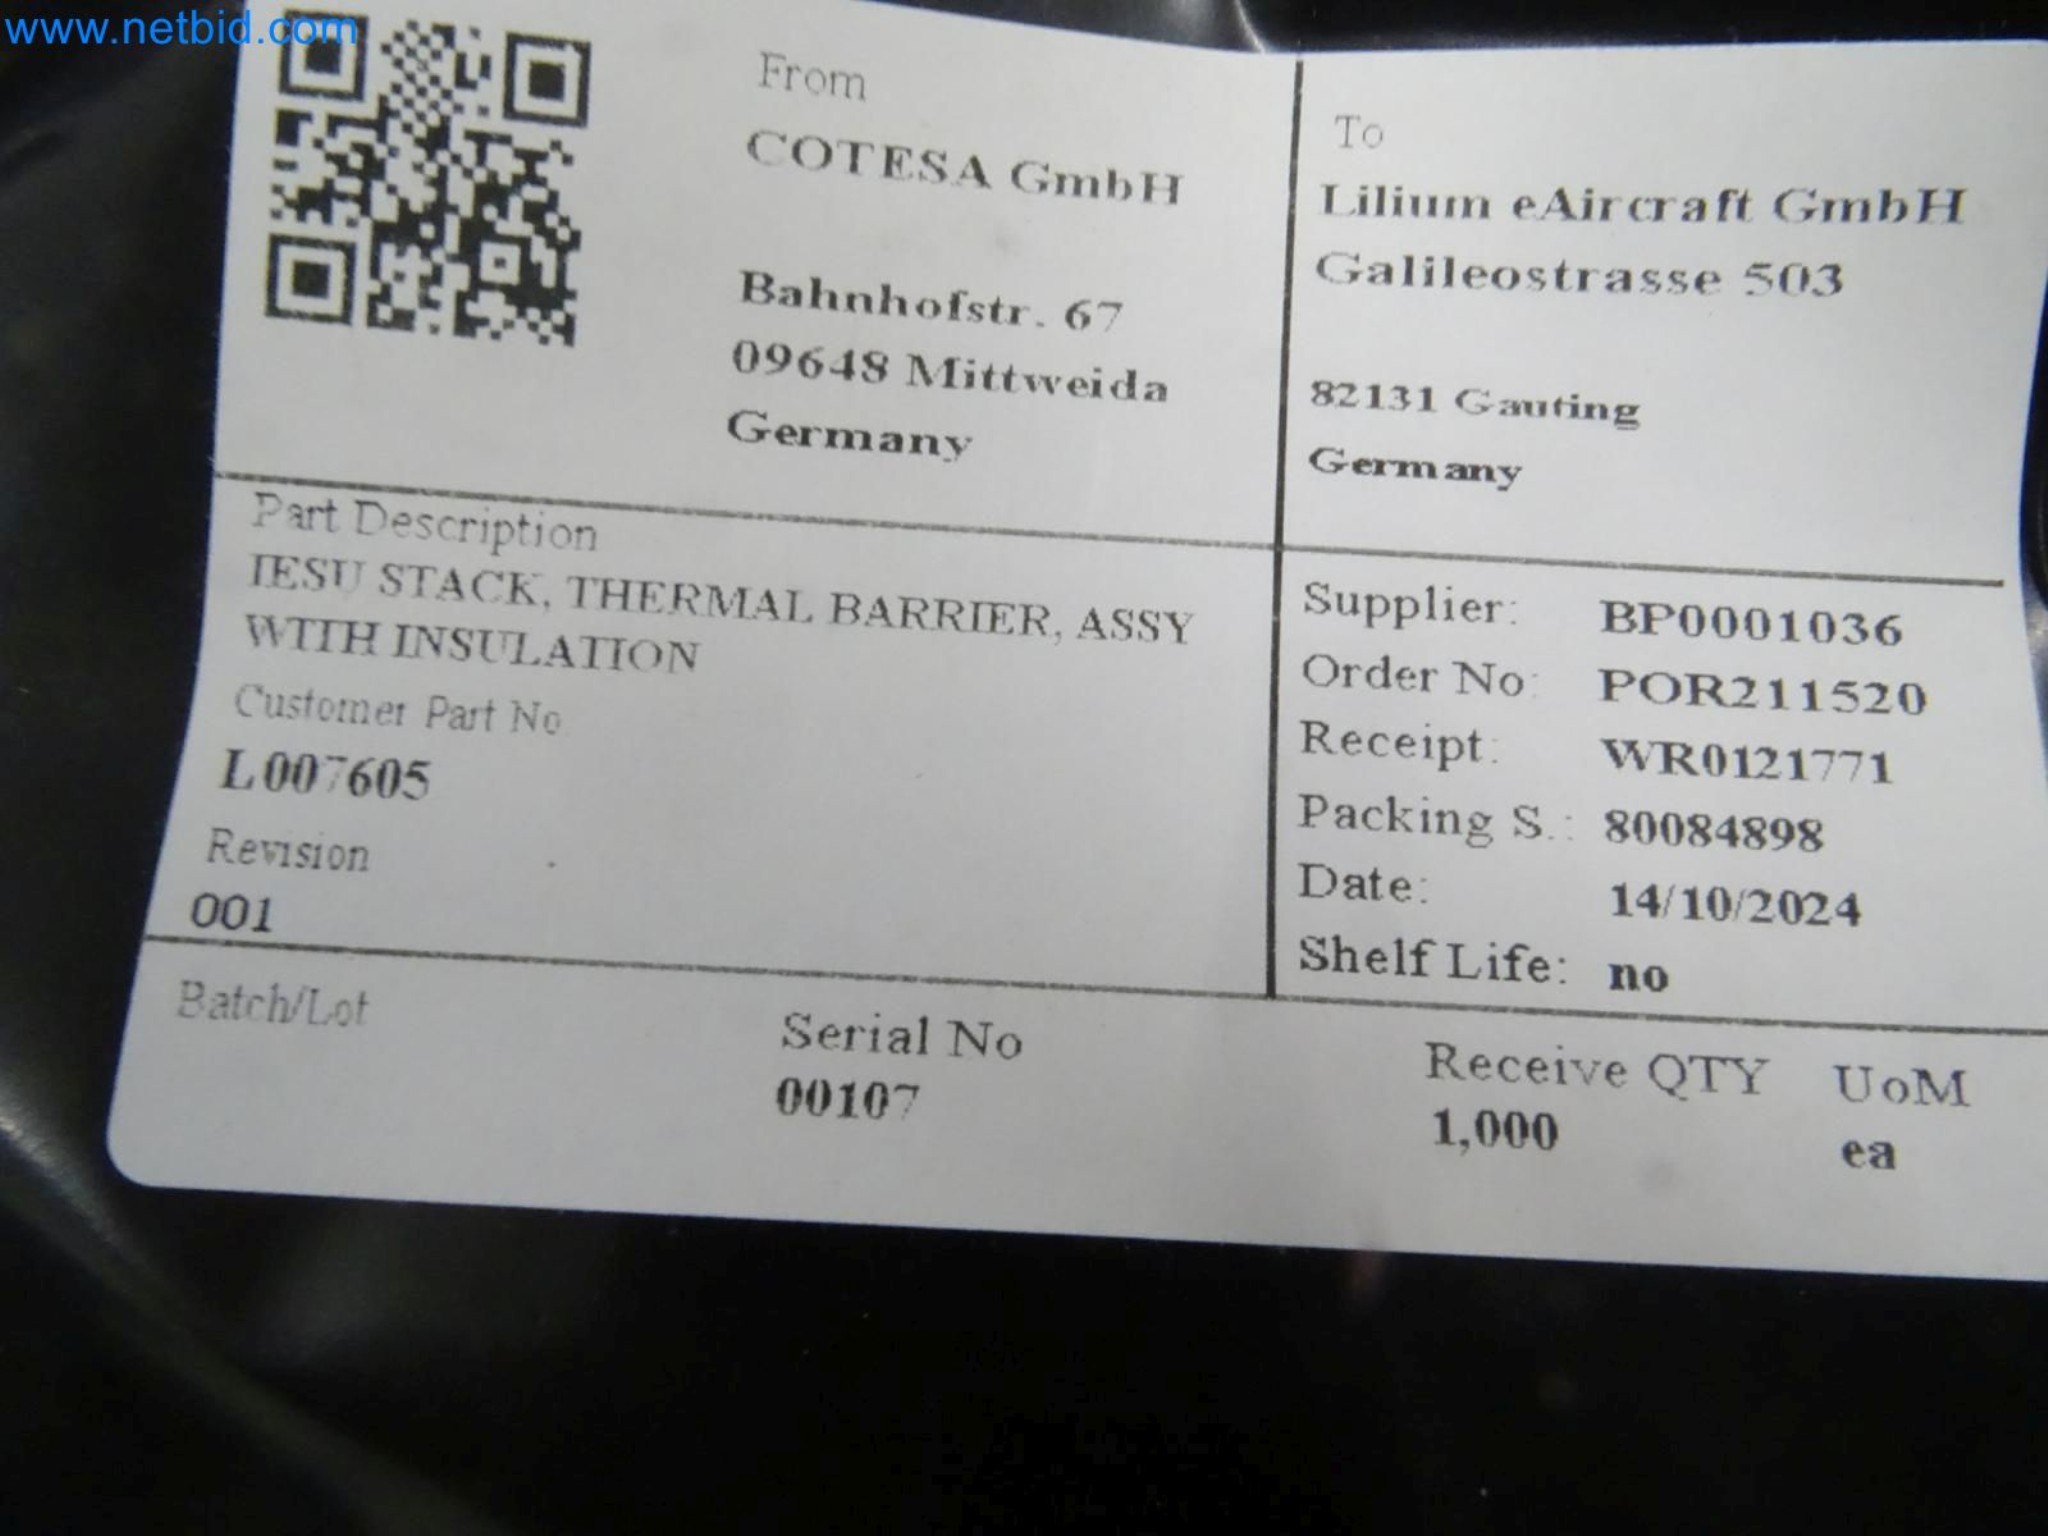 www.netbid.com
From
COTESA GmbH
Bahnhofstr. 67
09648 Mittweida
Germany
To
Lilium eAircraft GmbH
Galileostrasse 503
82131 Gauting
Germany
Part Description
IESU STACK, THERMAL BARRIER, ASSY
WITH INSULATION
Customer Part No
L007605
Revision
001
Supplier: BP0001036
Order No: POR211520
Receipt: WR0121771
Packing S.: 80084898
Date: 14/10/2024
Shelf Life: no
Batch/Lot
Serial No
00107
Receive QTY UoM
1,000 ea